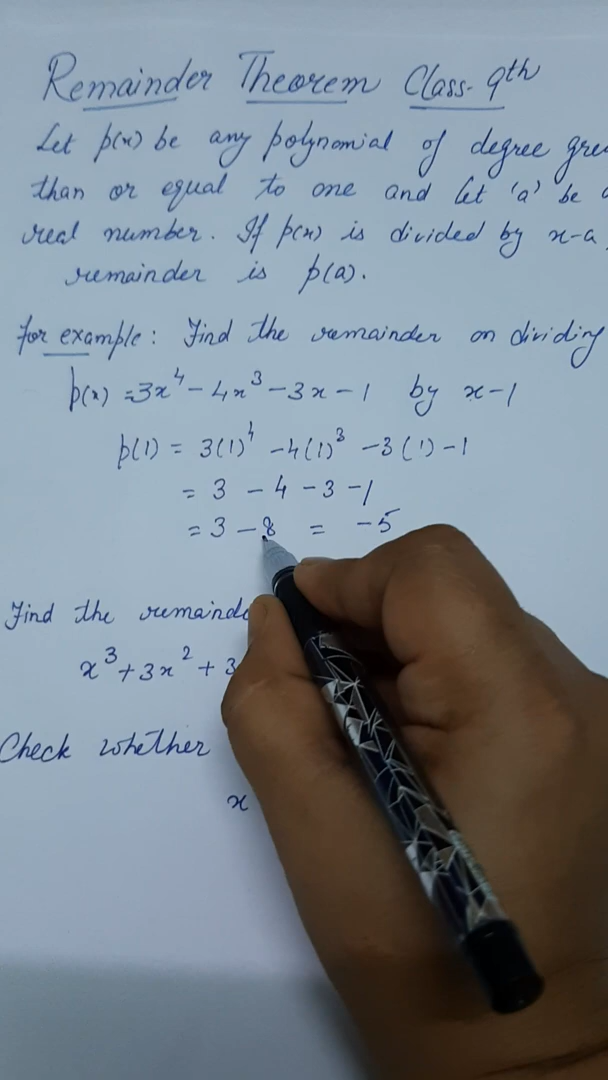 Remainder Theorem Class 9th
Let p(x) be any polynomial of degree
than or equal to one and let 'a' be
real number. If p(x) is divided by x-a,
remainder is p(a).
for example: Find the remainder on dividing
p(x) = 3x⁴ - 4x³ - 3x - 1 by x-1
p(1) = 3(1)⁴ - 4(1)³ - 3(1) - 1
= 3 - 4 - 3 - 1
= 3 - 8 = -5
Find the
x³ + 3x² + 3
Check whether
x